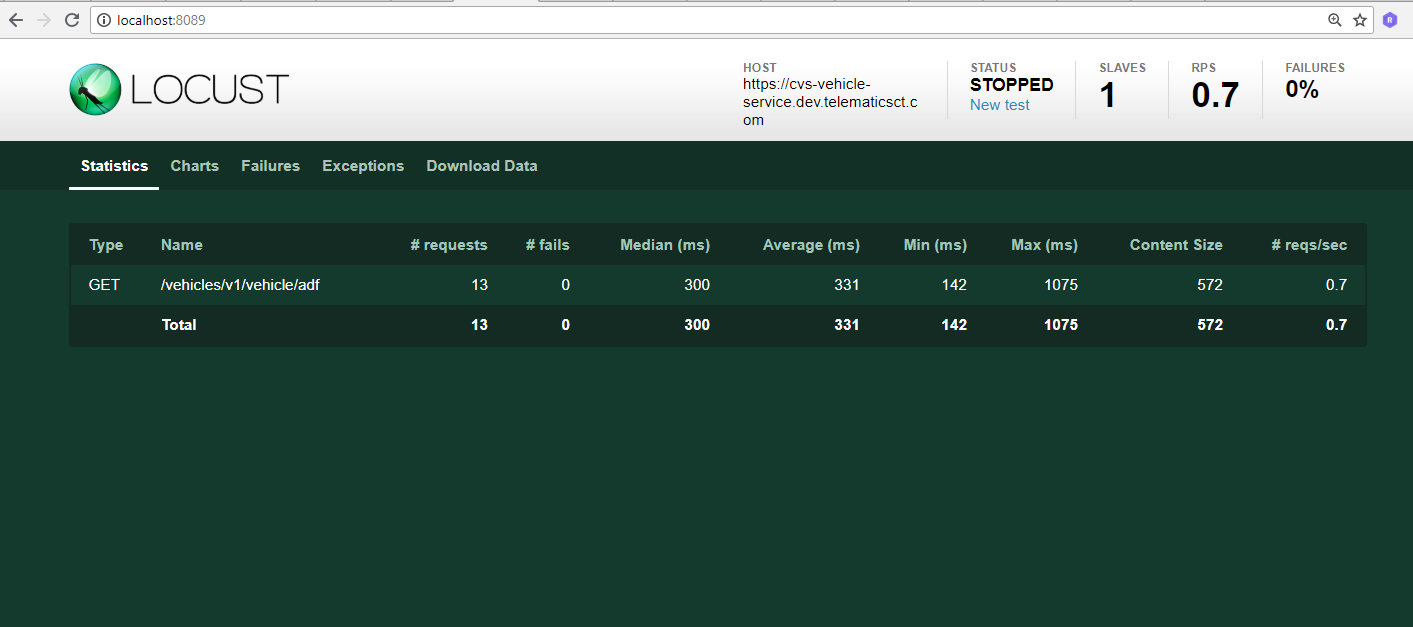 localhost:8089
R
LOCUST
HOST
https://cvs-vehicle-
service.dev.telematicsct.c
om
STATUS
STOPPED
New test
SLAVES
1
RPS
0.7
FAILURES
0%
Statistics Charts Failures Exceptions Download Data
Type Name # requests # fails Median (ms) Average (ms) Min (ms) Max (ms) Content Size # reqs/sec
GET /vehicles/v1/vehicle/adf 13 0 300 331 142 1075 572 0.7
Total 13 0 300 331 142 1075 572 0.7